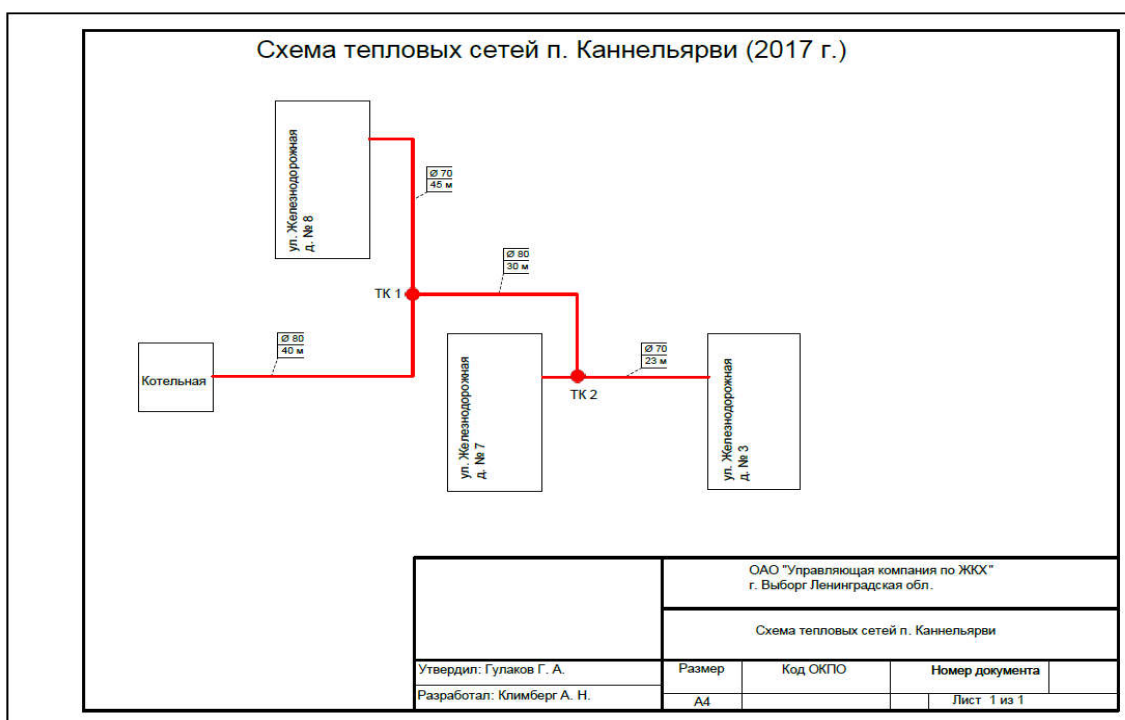 Схема тепловых сетей п. Каннельярви (2017 г.)
ул. Железнодорожная
д. № 8
Ø 70
45 м
Ø 80
30 м
ТК 1
Ø 80
40 м
Котельная
ул. Железнодорожная
д. № 7
Ø 70
23 м
ТК 2
ул. Железнодорожная
д. № 3
ОАО "Управляющая компания по ЖКХ"
г. Выборг Ленинградская обл.
Схема тепловых сетей п. Каннельярви
Утвердил: Гулаков Г. А.
Размер
Код ОКПО
Номер документа
Разработал: Климберг А. Н.
А4
Лист 1 из 1